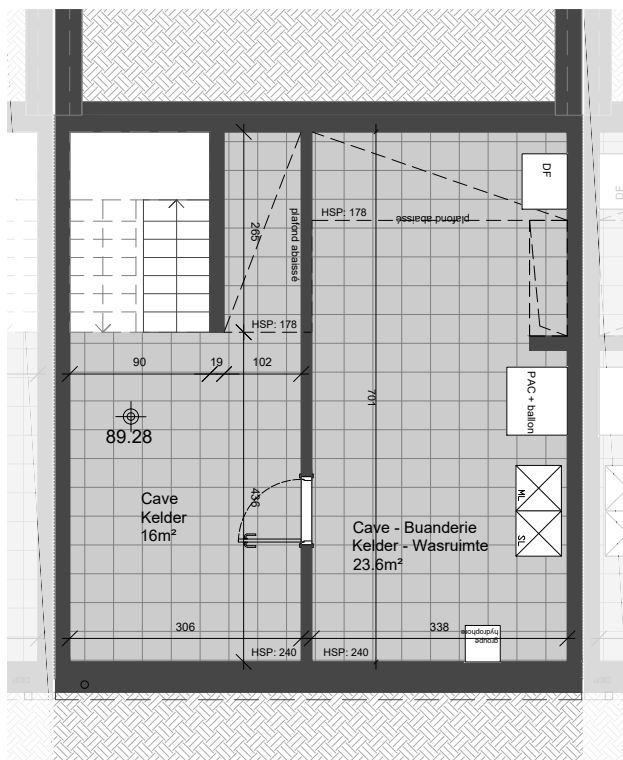 DF
DF
HSP: 178
plafond abaissé
265
plafond abaissé
HSP: 178
90
19
102
PAC + ballon
701
89.28
ML
436
Cave
Kelder
16m²
SL
Cave - Buanderie
Kelder - Wasruimte
23.6m²
306
338
groupe
hydrophore
HSP: 240
HSP: 240